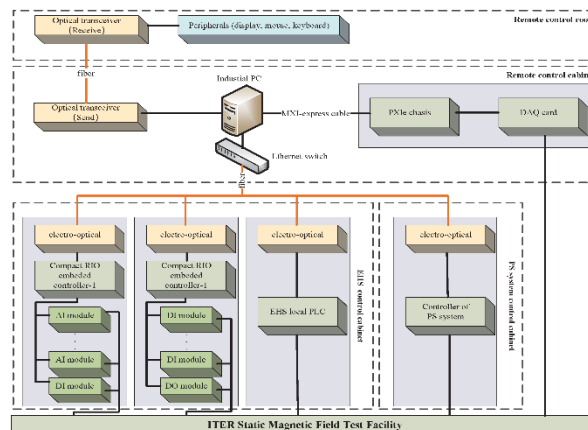 Remote control room
Optical transceiver
(Receive)
Peripherals (display, mouse, keyboard)
fiber
Remote control cabinet
Industial PC
Optical transceiver
(Send)
MXI-express cable
PXIe chasis
DAQ card
Ethernet switch
fiber
electro-optical
electro-optical
electro-optical
electro-optical
Compact RIO
embeded
controller-1
Compact RIO
embeded
controller-1
EHS local PLC
Controller of
PS system
AI module
DI module
AI module
DI module
DI module
DO module
EHS control cabinet
PS system control cabinet
ITER Static Magnetic Field Test Facility